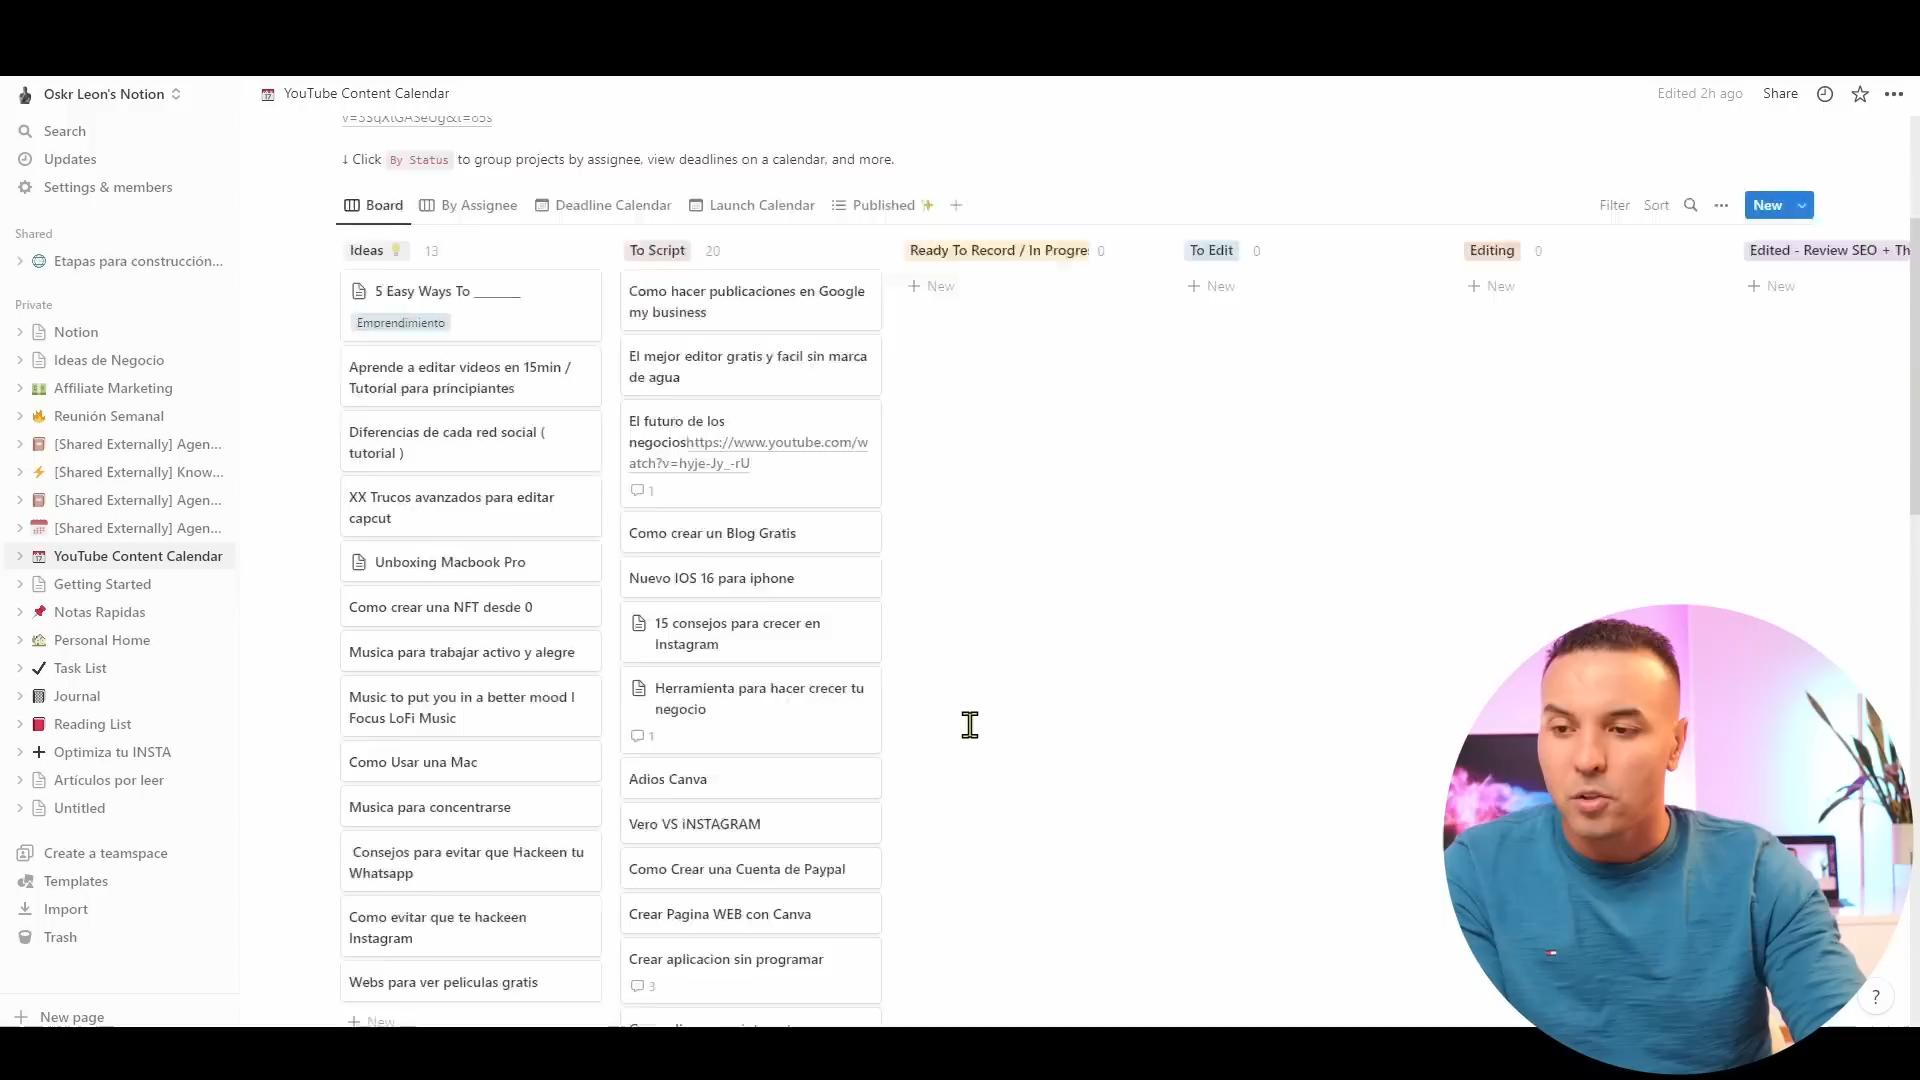 Oskr Leon's Notion
Search
Updates
Settings & members
Shared
Etapas para construcción...
Private
Notion
Ideas de Negocio
Affiliate Marketing
Reunión Semanal
[Shared Externally] Agen...
[Shared Externally] Know...
[Shared Externally] Agen...
[Shared Externally] Agen...
YouTube Content Calendar
Getting Started
Notas Rapidas
Personal Home
Task List
Journal
Reading List
Optimiza tu INSTA
Artículos por leer
Untitled
Create a teamspace
Templates
Import
Trash
New page
YouTube Content Calendar
Edited 2h ago
Share
↓ Click By Status to group projects by assignee, view deadlines on a calendar, and more.
Board
By Assignee
Deadline Calendar
Launch Calendar
Published
Filter
Sort
New
Ideas 13
5 Easy Ways To ______
Emprendimiento
Aprende a editar videos en 15min /
Tutorial para principiantes
Diferencias de cada red social (
tutorial )
XX Trucos avanzados para editar
capcut
Unboxing Macbook Pro
Como crear una NFT desde 0
Musica para trabajar activo y alegre
Music to put you in a better mood l
Focus LoFi Music
Como Usar una Mac
Musica para concentrarse
Consejos para evitar que Hackeen tu
Whatsapp
Como evitar que te hackeen
Instagram
Webs para ver peliculas gratis
New
To Script 20
Como hacer publicaciones en Google
my business
El mejor editor gratis y facil sin marca
de agua
El futuro de los
negocioshttps://www.youtube.com/w
atch?v=hyje-Jy_-rU
1
Como crear un Blog Gratis
Nuevo IOS 16 para iphone
15 consejos para crecer en
Instagram
Herramienta para hacer crecer tu
negocio
1
Adios Canva
Vero VS INSTAGRAM
Como Crear una Cuenta de Paypal
Crear Pagina WEB con Canva
Crear aplicacion sin programar
3
Ready To Record / In Progre 0
New
To Edit 0
New
Editing 0
New
Edited - Review SEO + Th
New
?